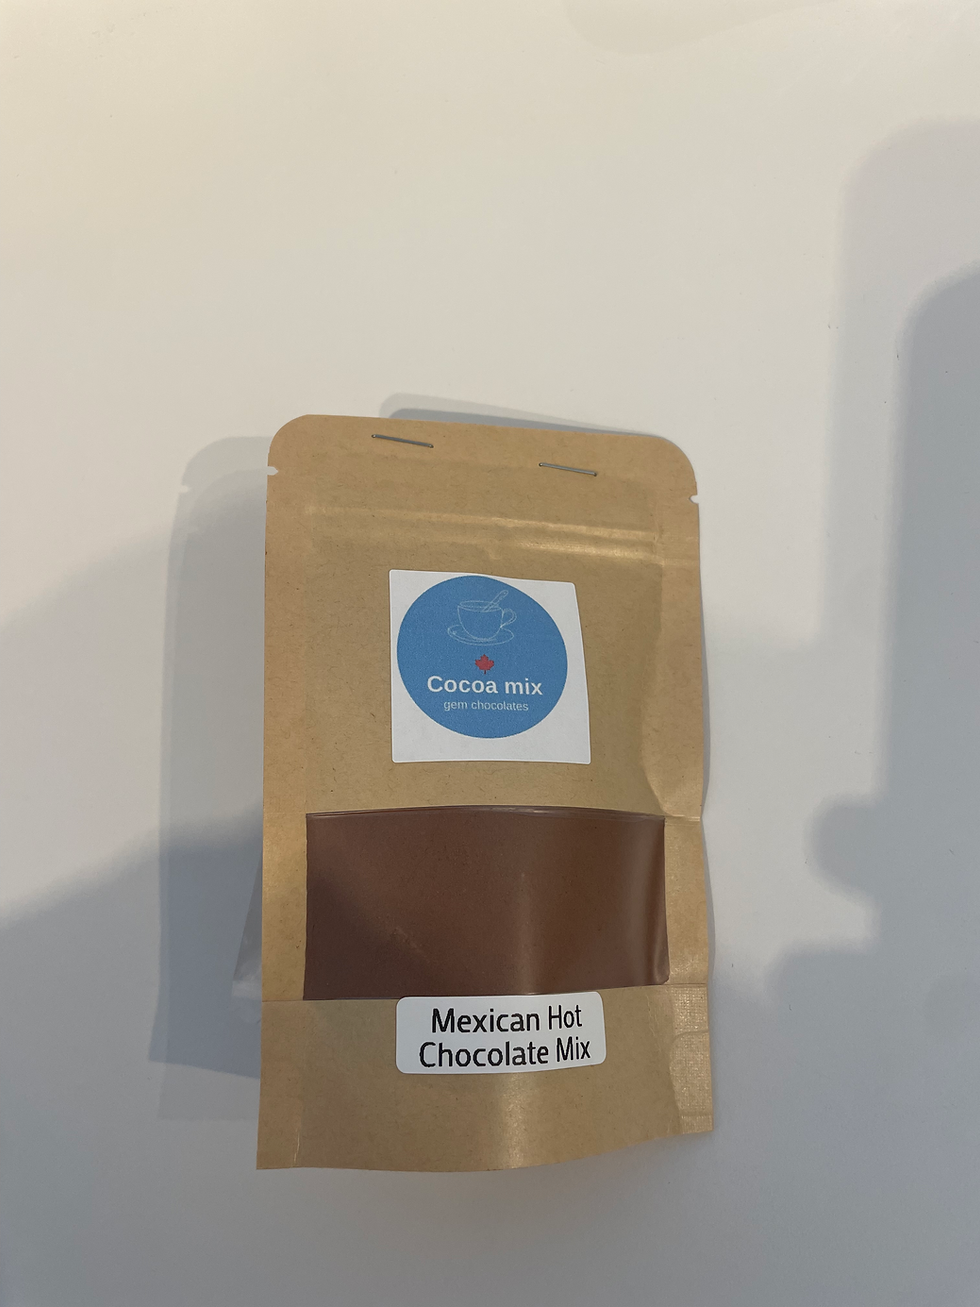 Cocoa mix
gem chocolates
Mexican Hot
Chocolate Mix